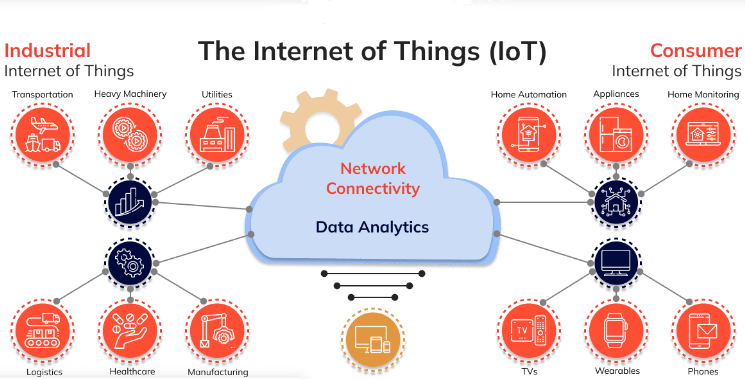 The Internet of Things (IoT)
Industrial
Internet of Things
Consumer
Internet of Things
Transportation
Heavy Machinery
Utilities
Home Automation
Appliances
Home Monitoring
Network
Connectivity
Data Analytics
TV
Logistics
Healthcare
Manufacturing
TVs
Wearables
Phones